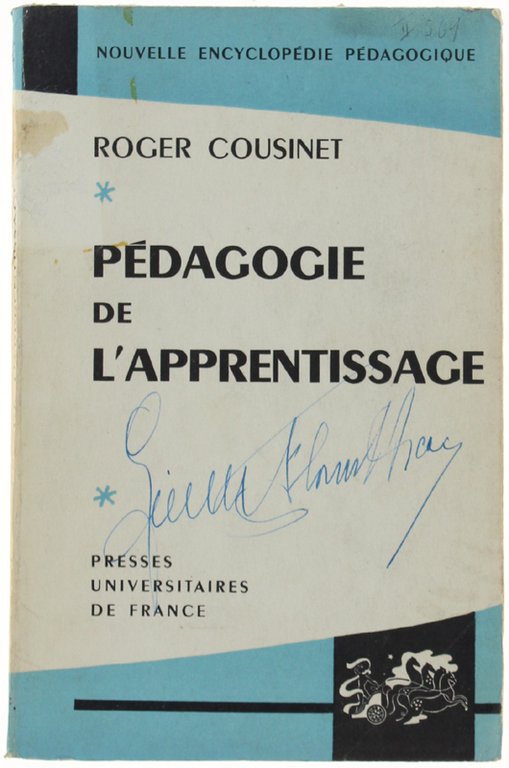 NOUVELLE ENCYCLOPÉDIE PÉDAGOGIQUE
ROGER COUSINET
*
PÉDAGOGIE
DE
L'APPRENTISSAGE
*
PRESSES
UNIVERSITAIRES
DE FRANCE